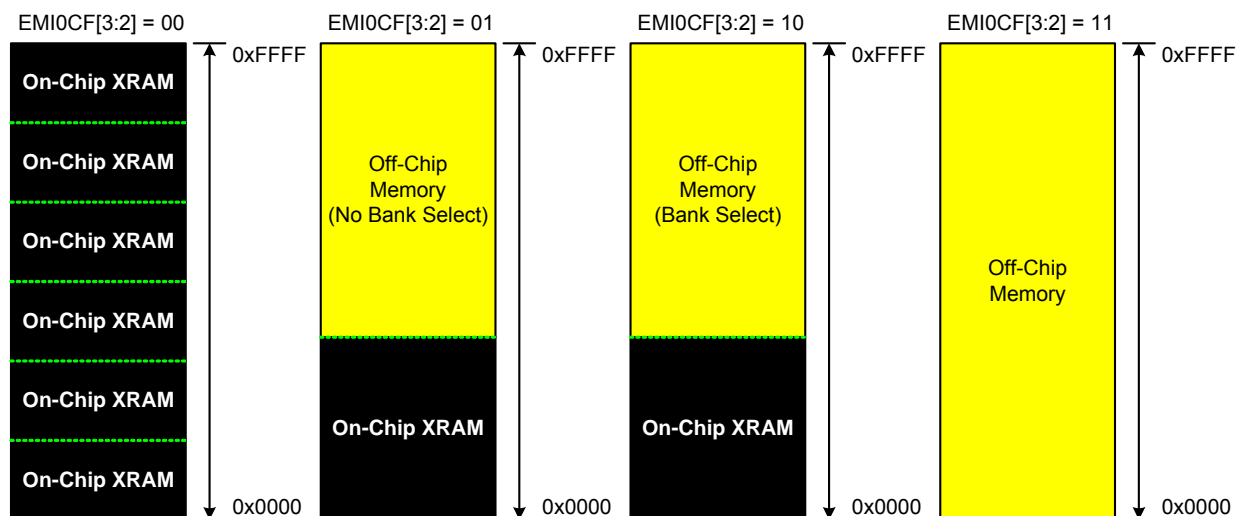 EMI0CF[3:2] = 00
On-Chip XRAM
On-Chip XRAM
On-Chip XRAM
On-Chip XRAM
On-Chip XRAM
On-Chip XRAM
0xFFFF
0x0000
EMI0CF[3:2] = 01
Off-Chip
Memory
(No Bank Select)
On-Chip XRAM
0xFFFF
0x0000
EMI0CF[3:2] = 10
Off-Chip
Memory
(Bank Select)
On-Chip XRAM
0xFFFF
0x0000
EMI0CF[3:2] = 11
Off-Chip
Memory
0xFFFF
0x0000